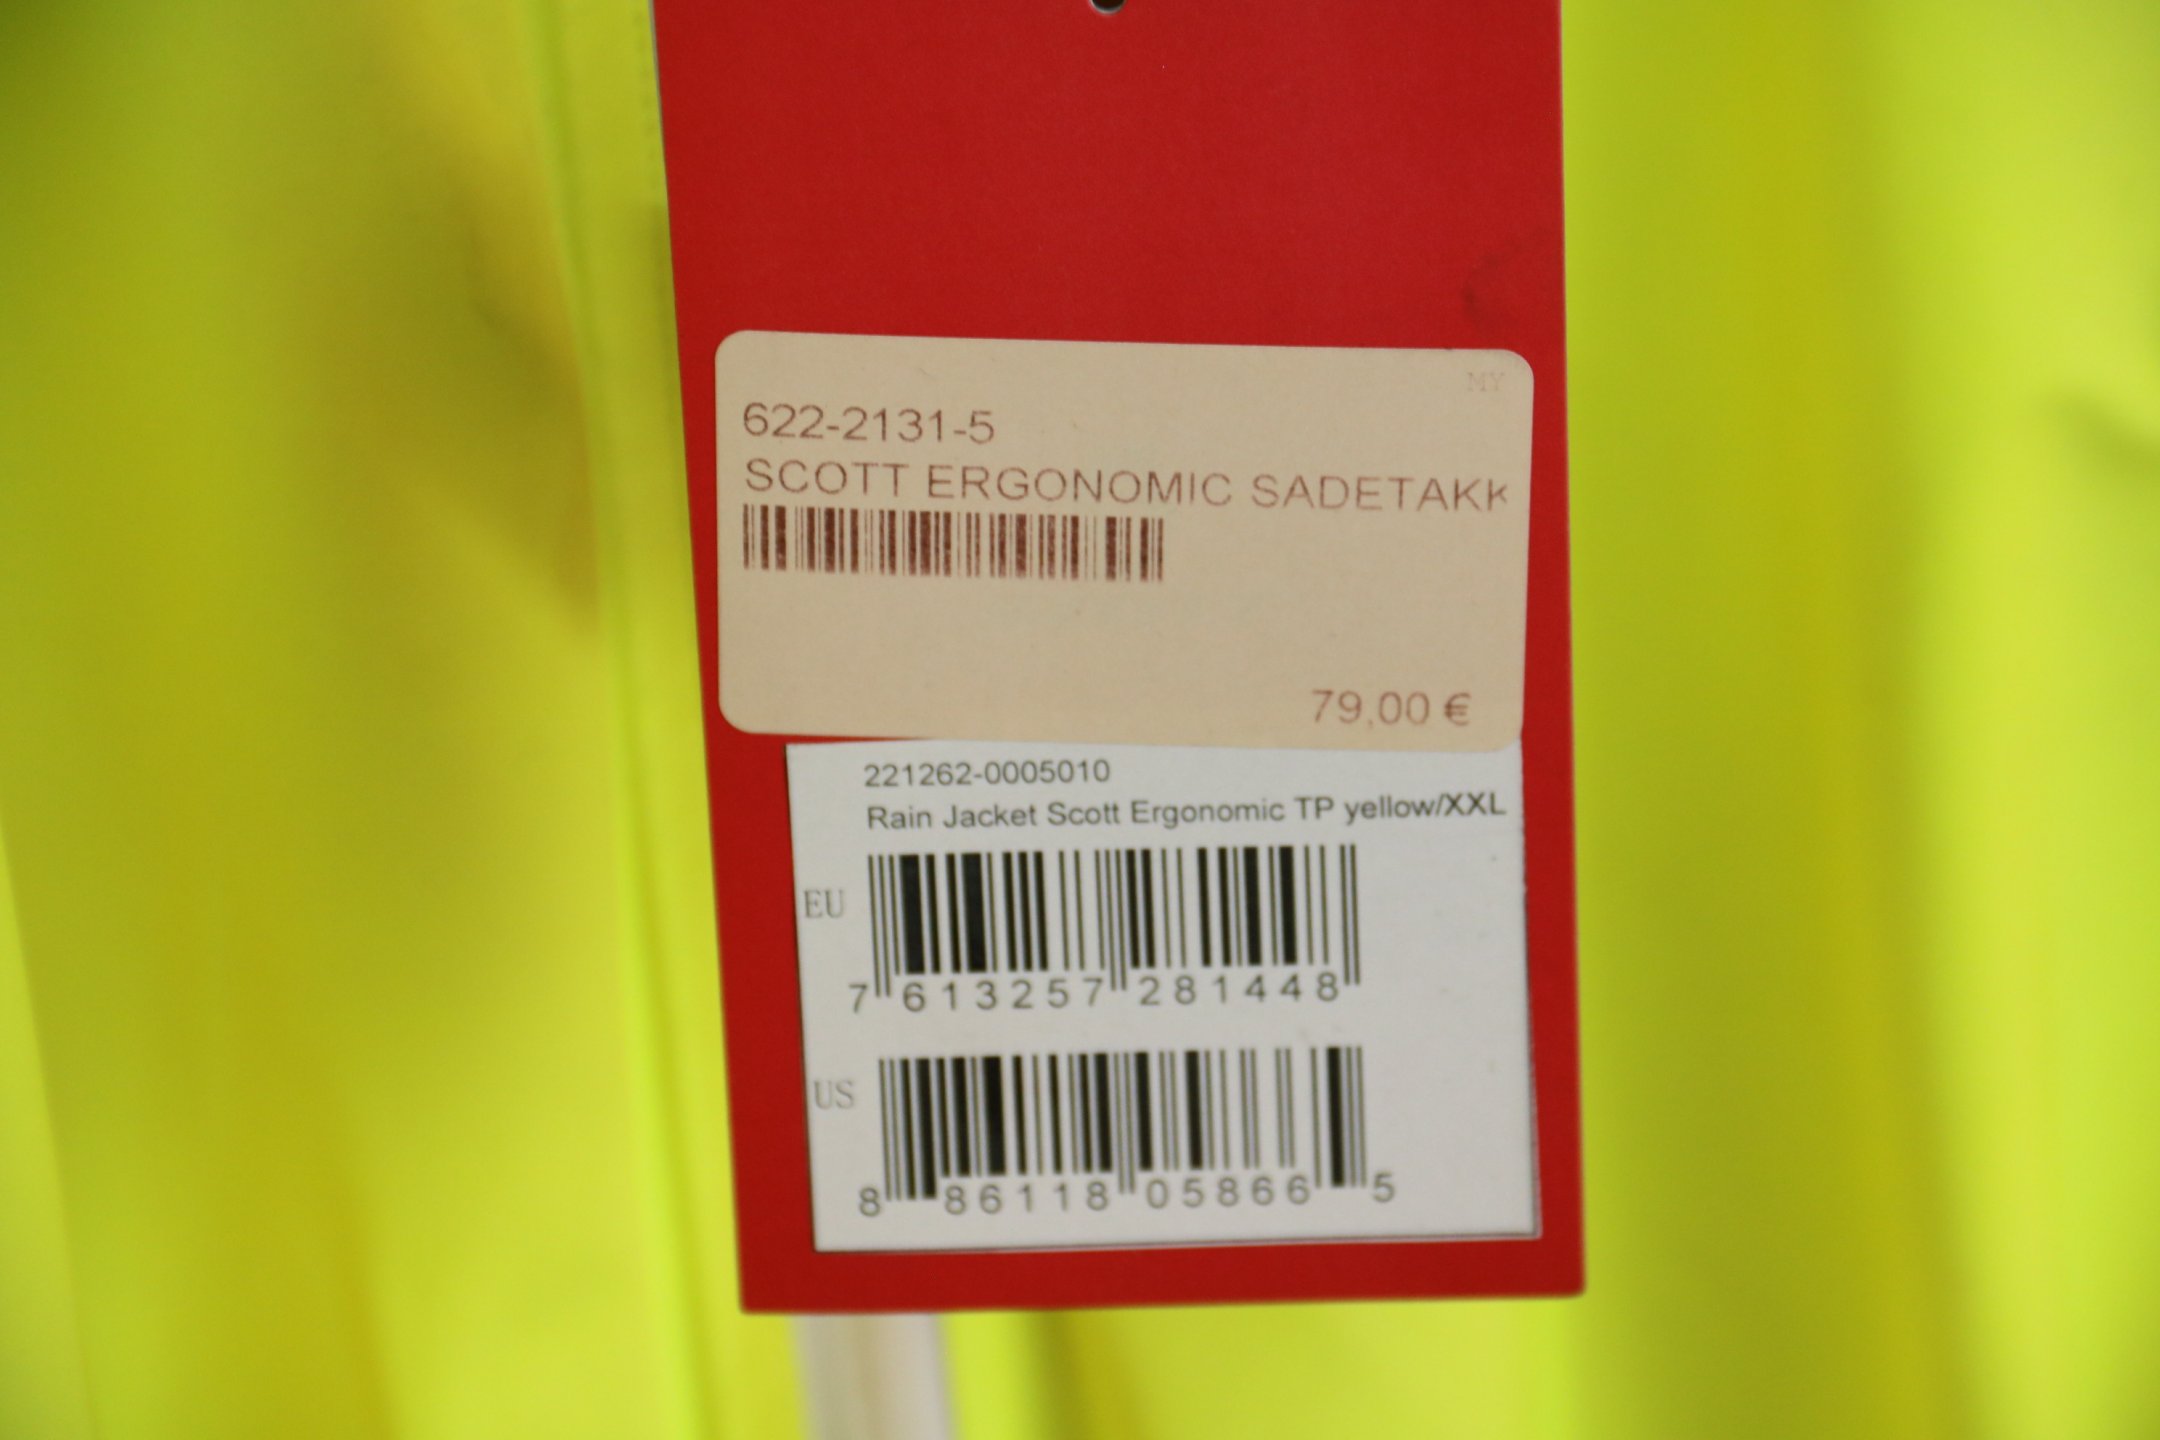 MY
622-2131-5
SCOTT ERGONOMIC SADETAKK
79,00 €
221262-0005010
Rain Jacket Scott Ergonomic TP yellow/XXL
EU
7 613257 281448
US
8 86118 05866 5